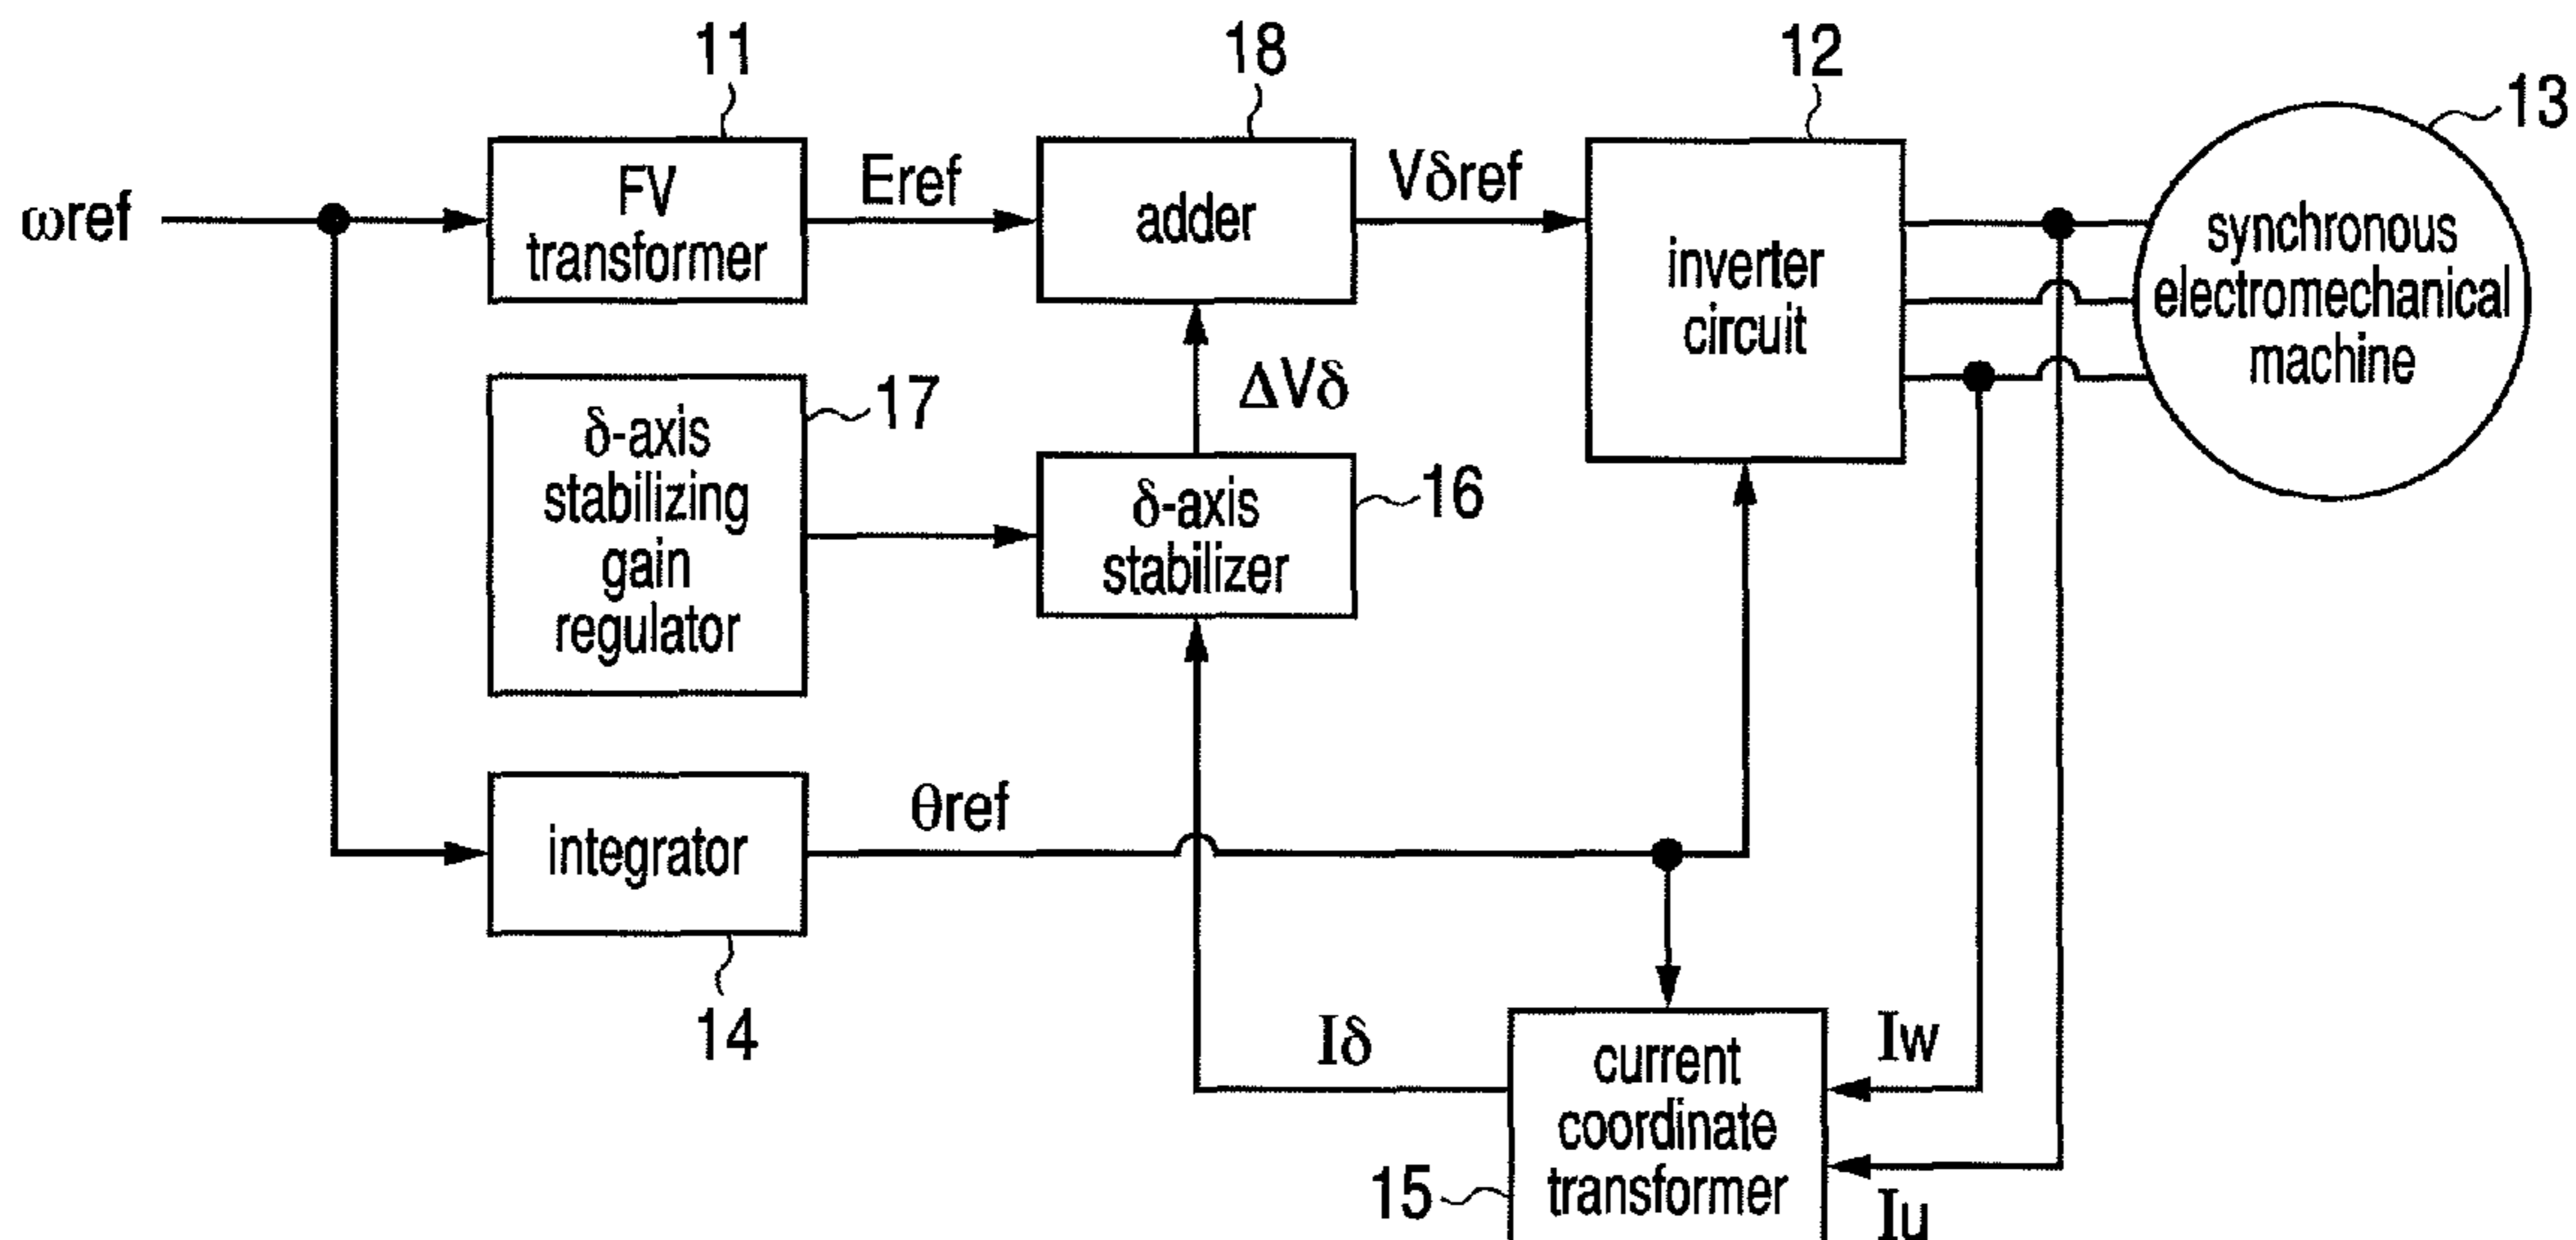 11
18
12
13
ωref
FV
transformer
Eref
adder
Vδref
inverter
circuit
synchronous
electromechanical
machine
17
δ-axis
stabilizing
gain
regulator
ΔVδ
δ-axis
stabilizer
16
integrator
14
θref
Iδ
current
coordinate
transformer
15
Iw
Iu